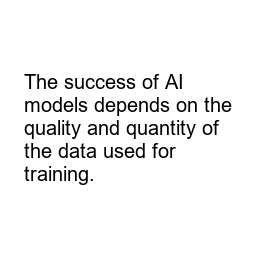 The success of AI
models depends on the
quality and quantity of
the data used for
training.